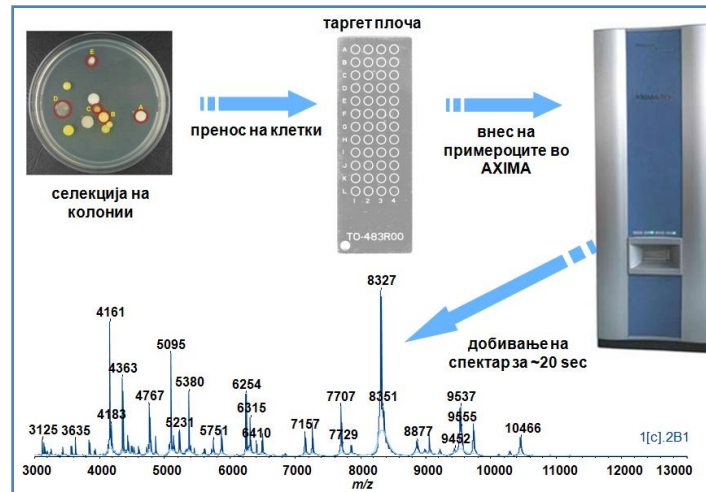 таргет плоча
E
D
C
B
A
пренос на клетки
A
B
C
D
E
F
G
H
I
J
K
L
1 2 3 4
TO-483R00
внес на
примероците во
AXIMA
селекција на
колонии
добивање на
спектар за ~20 sec
8327
4161
5095
4363
5380
6254
7707
8351
9537
4767
4183
6315
9555
5231
3125
3635
5751
6410
7157
7729
8877
9452
10466
1[c].2B1
3000 4000 5000 6000 7000 8000 9000 10000 11000 12000 13000
m/z